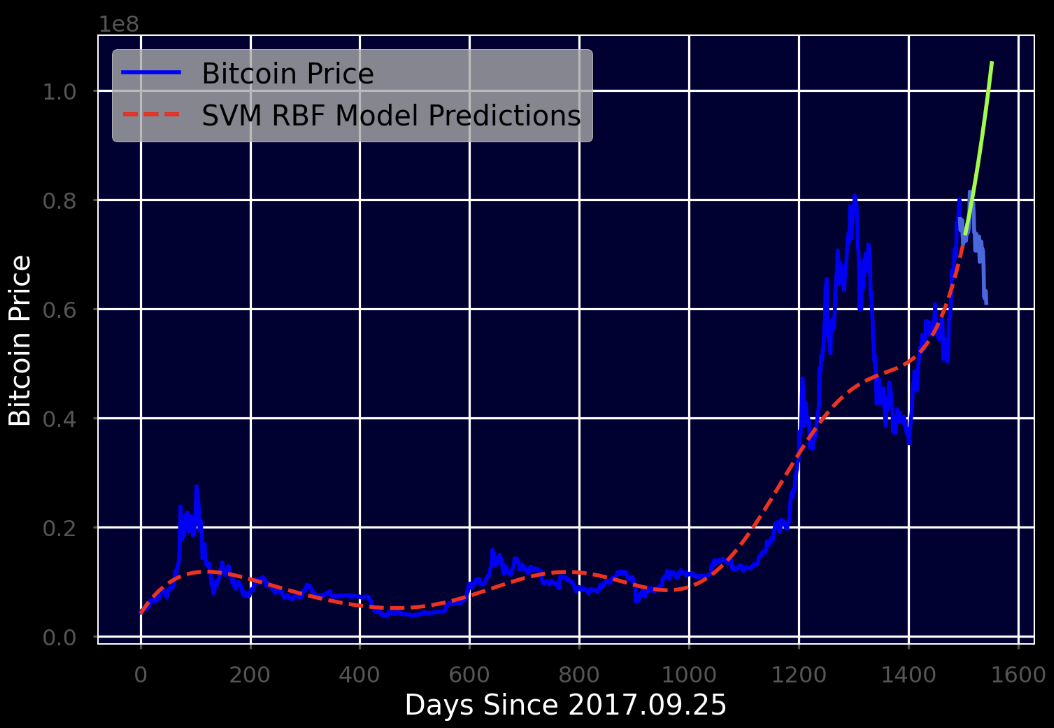 1e8
Bitcoin Price
SVM RBF Model Predictions
1.0
0.8
0.6
0.4
0.2
0.0
Bitcoin Price
0 200 400 600 800 1000 1200 1400 1600
Days Since 2017.09.25